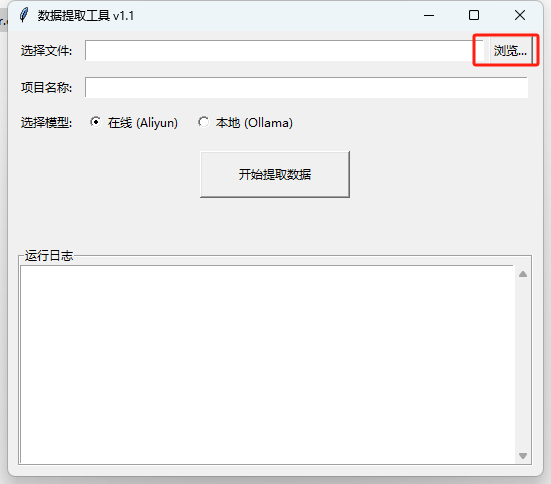 r.c
数据提取工具 v1.1
选择文件: 浏览...
项目名称:
选择模型: 在线 (Aliyun) 本地 (Ollama)
开始提取数据
运行日志